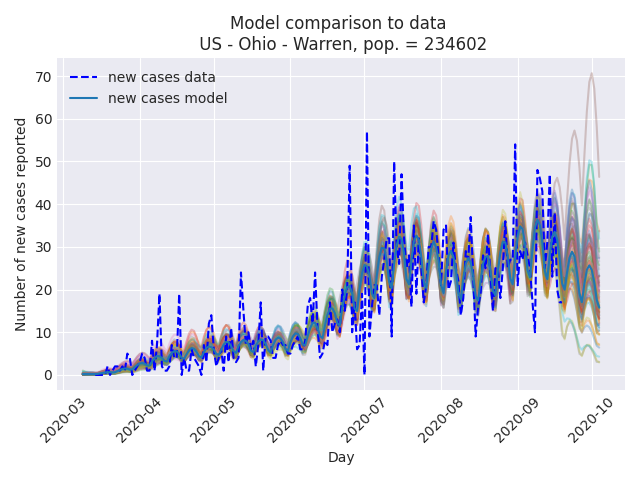 Model comparison to data
US - Ohio - Warren, pop. = 234602
new cases data
new cases model
Number of new cases reported
70
60
50
40
30
20
10
0
2020-03
2020-04
2020-05
2020-06
2020-07
2020-08
2020-09
2020-10
Day